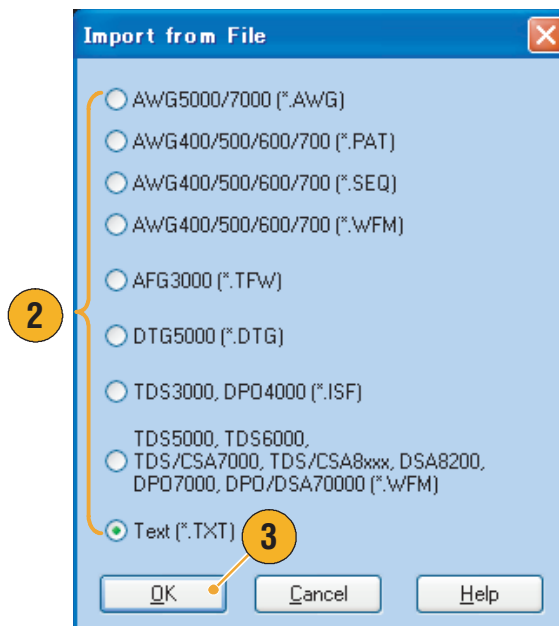 Import from File
AWG5000/7000 (*.AWG)
AWG400/500/600/700 (*.PAT)
AWG400/500/600/700 (*.SEQ)
AWG400/500/600/700 (*.WFM)
AFG3000 (*.TFW)
2
DTG5000 (*.DTG)
TDS3000, DPO4000 (*.ISF)
TDS5000, TDS6000,
TDS/CSA7000, TDS/CSA8xxx, DSA8200,
DPO7000, DPO/DSA70000 (*.WFM)
Text (*.TXT)
3
OK
Cancel
Help